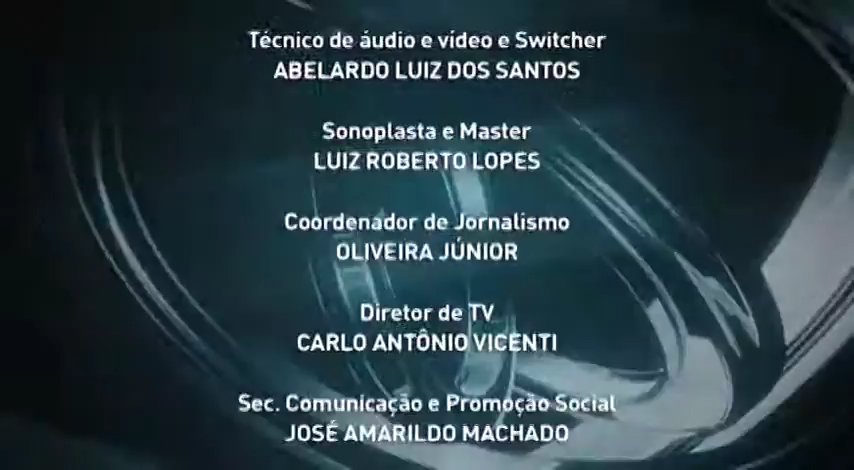 Técnico de áudio e vídeo e Switcher
ABELARDO LUIZ DOS SANTOS
Sonoplasta e Master
LUIZ ROBERTO LOPES
Coordenador de Jornalismo
OLIVEIRA JÚNIOR
Diretor de TV
CARLO ANTÔNIO VICENTI
Sec. Comunicação e Promoção Social
JOSÉ AMARILDO MACHADO